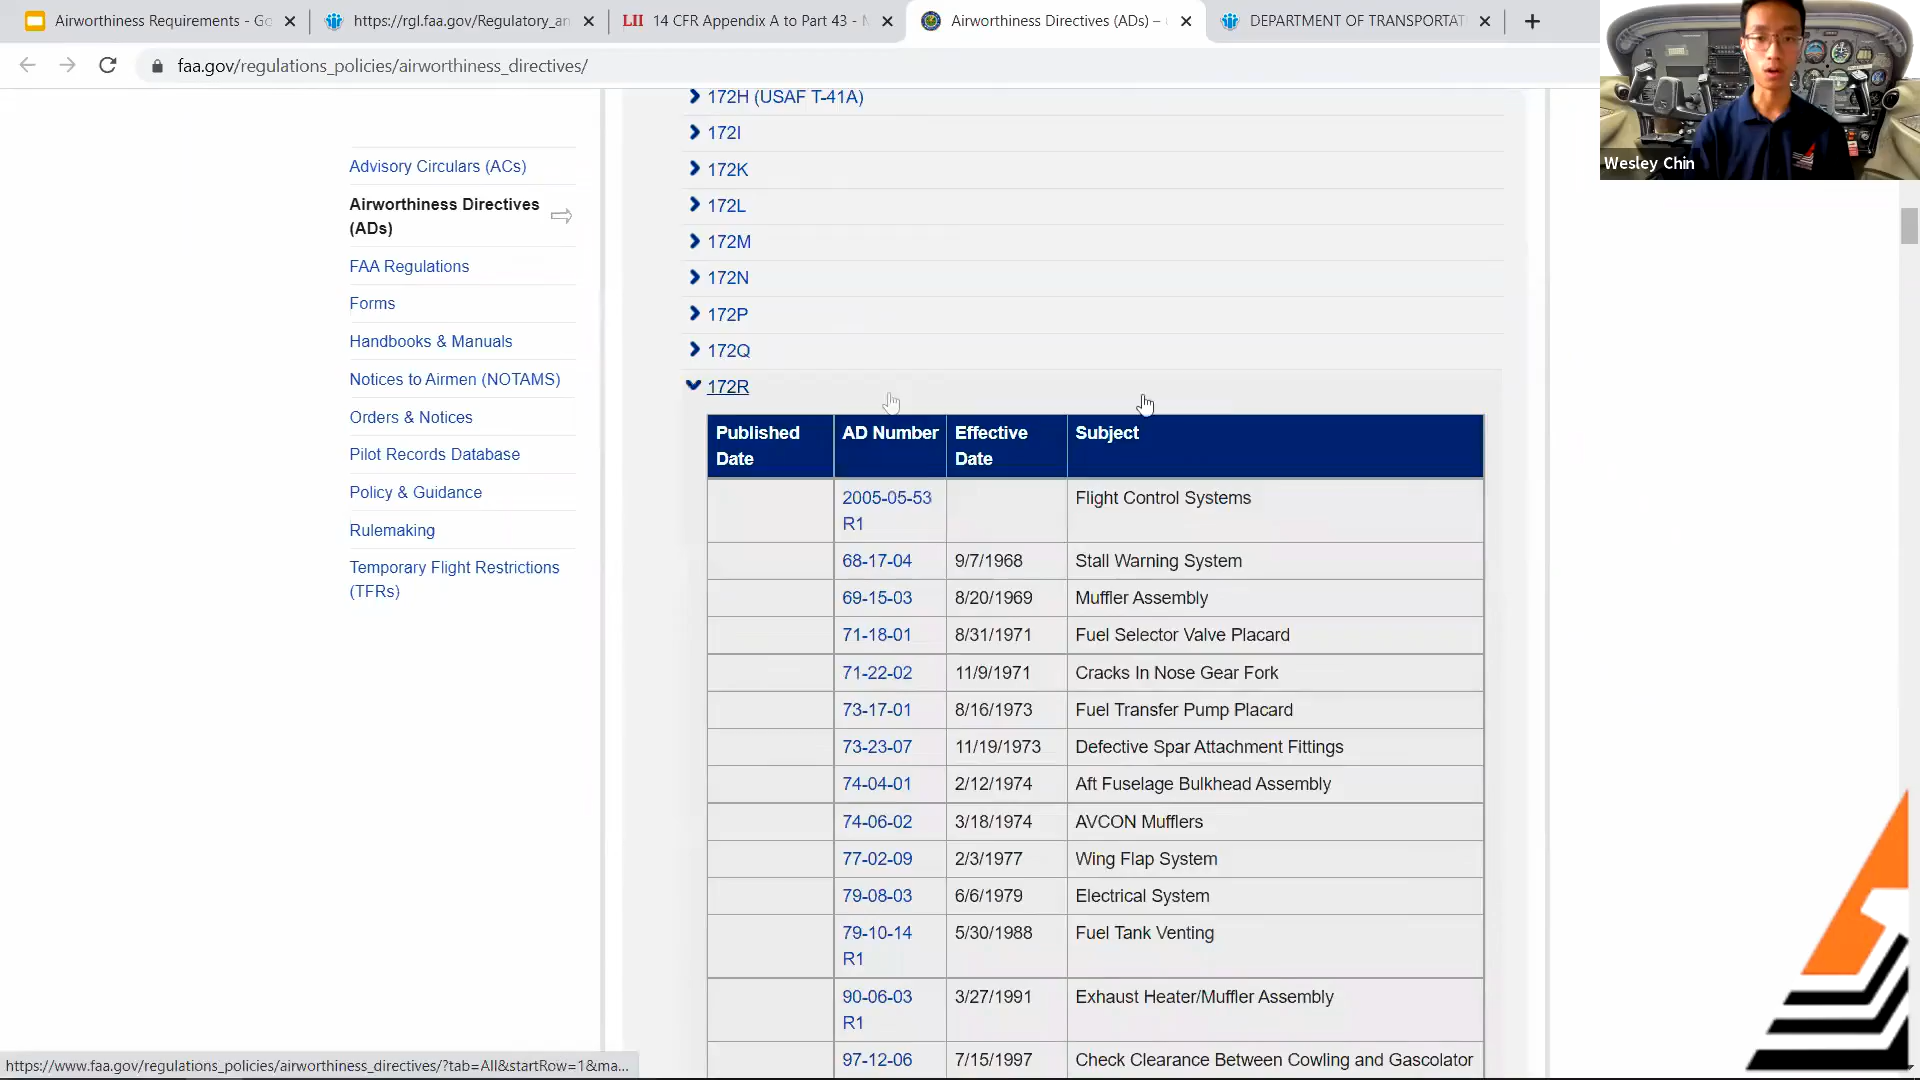 Airworthiness Requirements - Go
https://rgl.faa.gov/Regulatory_an
LII 14 CFR Appendix A to Part 43 - M
Airworthiness Directives (ADs) –
DEPARTMENT OF TRANSPORTAT
faa.gov/regulations_policies/airworthiness_directives/
Wesley Chin
Advisory Circulars (ACs)
Airworthiness Directives
(ADs)
FAA Regulations
Forms
Handbooks & Manuals
Notices to Airmen (NOTAMS)
Orders & Notices
Pilot Records Database
Policy & Guidance
Rulemaking
Temporary Flight Restrictions
(TFRs)
172H (USAF T-41A)
172I
172K
172L
172M
172N
172P
172Q
172R
Published Date AD Number Effective Date Subject
2005-05-53 R1 Flight Control Systems
68-17-04 9/7/1968 Stall Warning System
69-15-03 8/20/1969 Muffler Assembly
71-18-01 8/31/1971 Fuel Selector Valve Placard
71-22-02 11/9/1971 Cracks In Nose Gear Fork
73-17-01 8/16/1973 Fuel Transfer Pump Placard
73-23-07 11/19/1973 Defective Spar Attachment Fittings
74-04-01 2/12/1974 Aft Fuselage Bulkhead Assembly
74-06-02 3/18/1974 AVCON Mufflers
77-02-09 2/3/1977 Wing Flap System
79-08-03 6/6/1979 Electrical System
79-10-14 R1 5/30/1988 Fuel Tank Venting
90-06-03 R1 3/27/1991 Exhaust Heater/Muffler Assembly
97-12-06 7/15/1997 Check Clearance Between Cowling and Gascolator
https://www.faa.gov/regulations_policies/airworthiness_directives/?tab=All&startRow=1&ma...